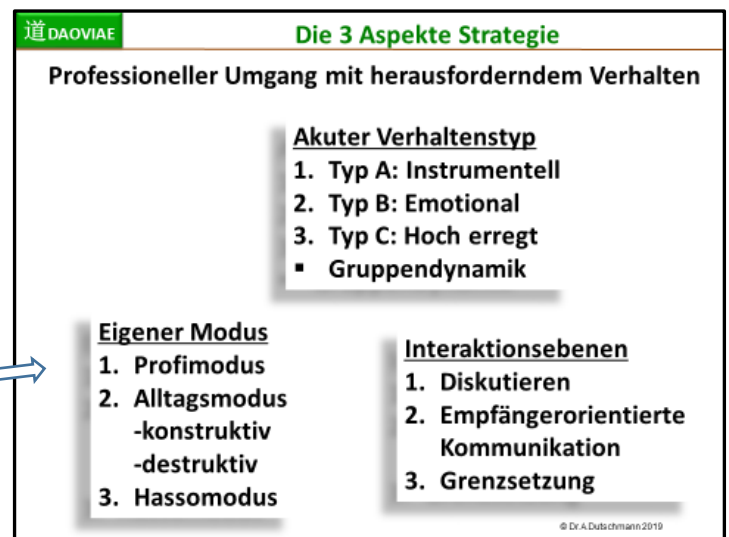 道DAOVIAE
Die 3 Aspekte Strategie
Professioneller Umgang mit herausforderndem Verhalten
Akuter Verhaltenstyp
1. Typ A: Instrumentell
2. Typ B: Emotional
3. Typ C: Hoch erregt
▪ Gruppendynamik
Eigener Modus
1. Profimodus
2. Alltagsmodus
-konstruktiv
-destruktiv
3. Hassomodus
Interaktionsebenen
1. Diskutieren
2. Empfängerorientierte
Kommunikation
3. Grenzsetzung
© Dr.A.Dutschmann 2019